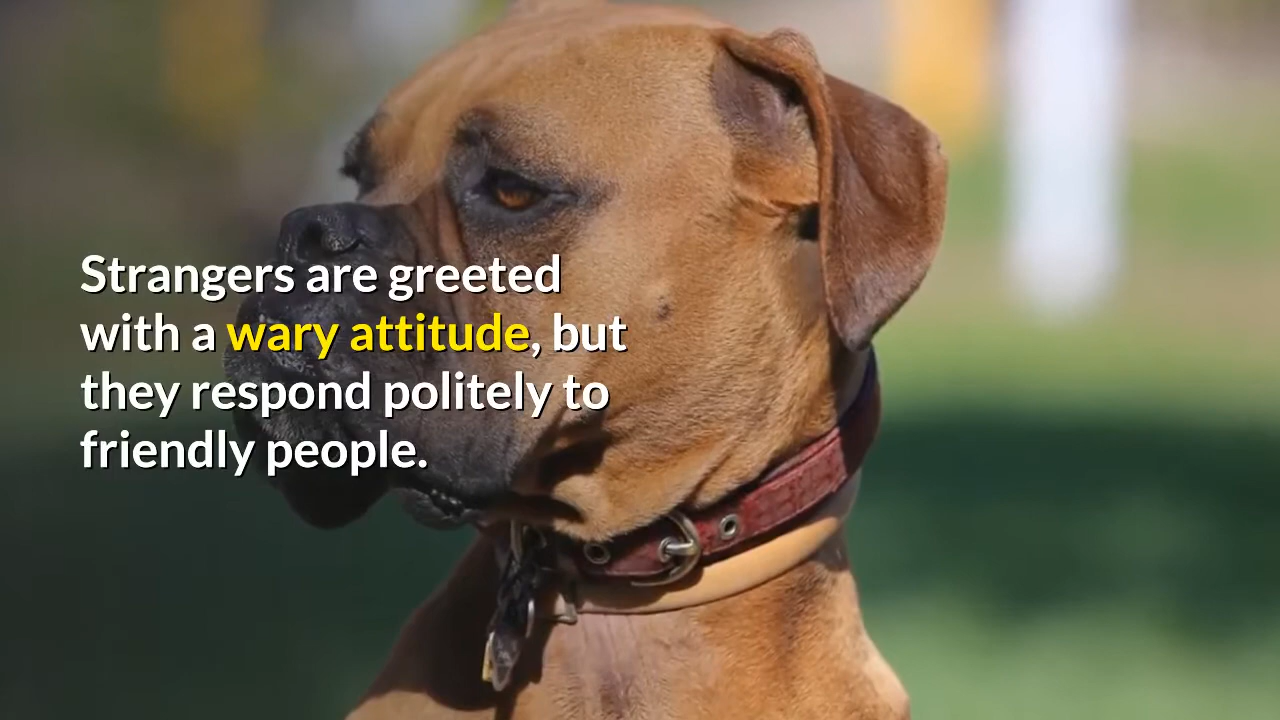 Strangers are greeted
with a wary attitude, but
they respond politely to
friendly people.